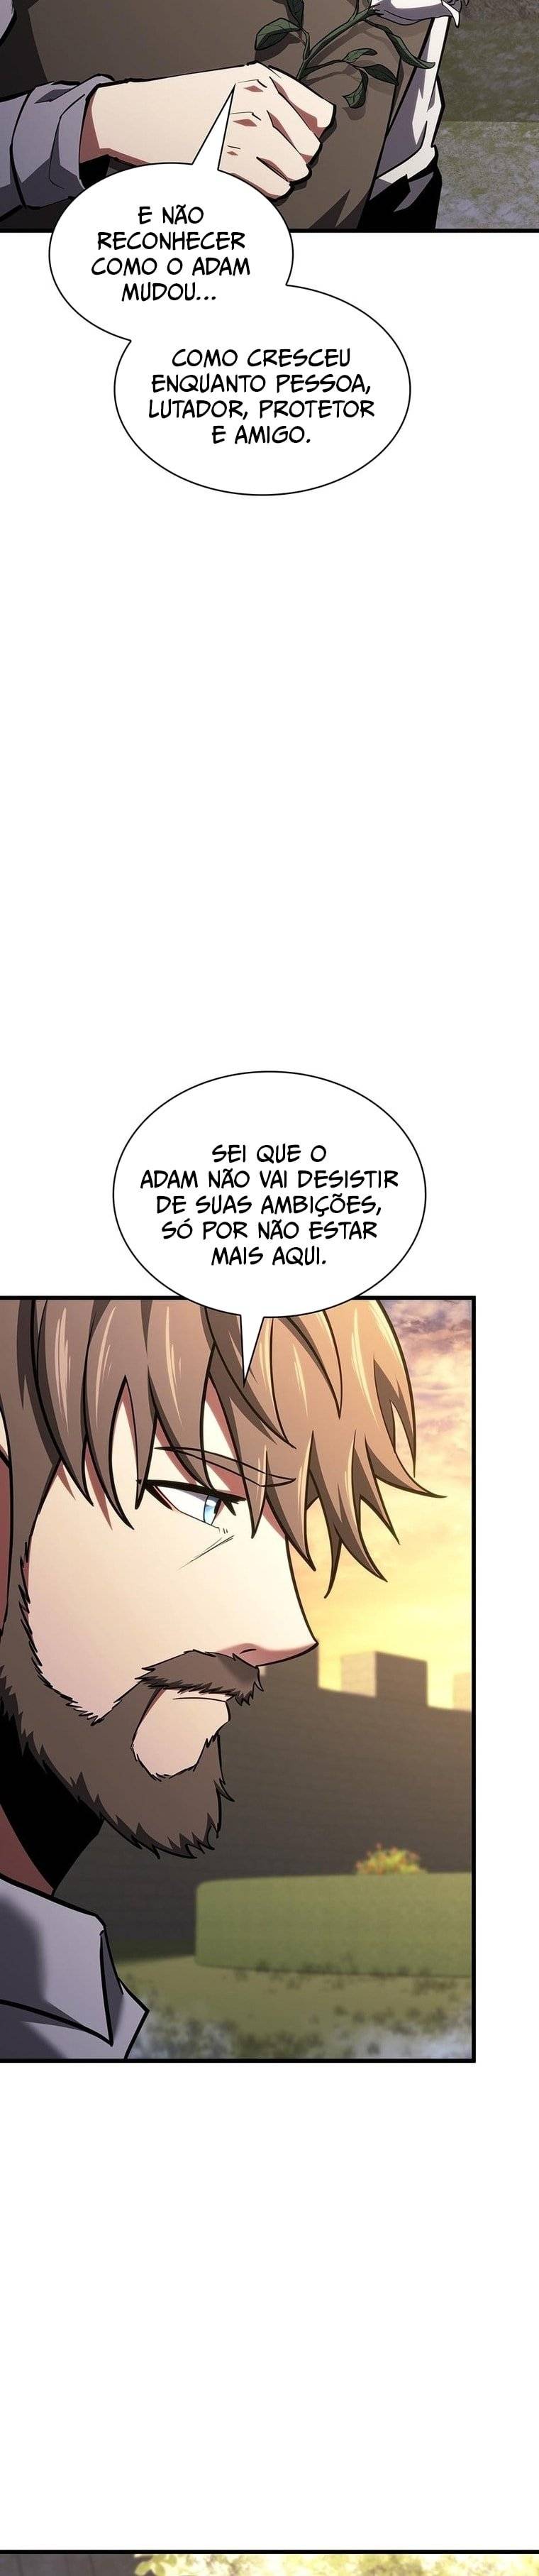 E NÃO
RECONHECER
COMO O ADAM
MUDOU...
COMO CRESCEU
ENQUANTO PESSOA,
LUTADOR, PROTETOR
E AMIGO.
SEI QUE O
ADAM NÃO VAI DESISTIR
DE SUAS AMBIÇÕES,
SÓ POR NÃO ESTAR
MAIS AQUI.